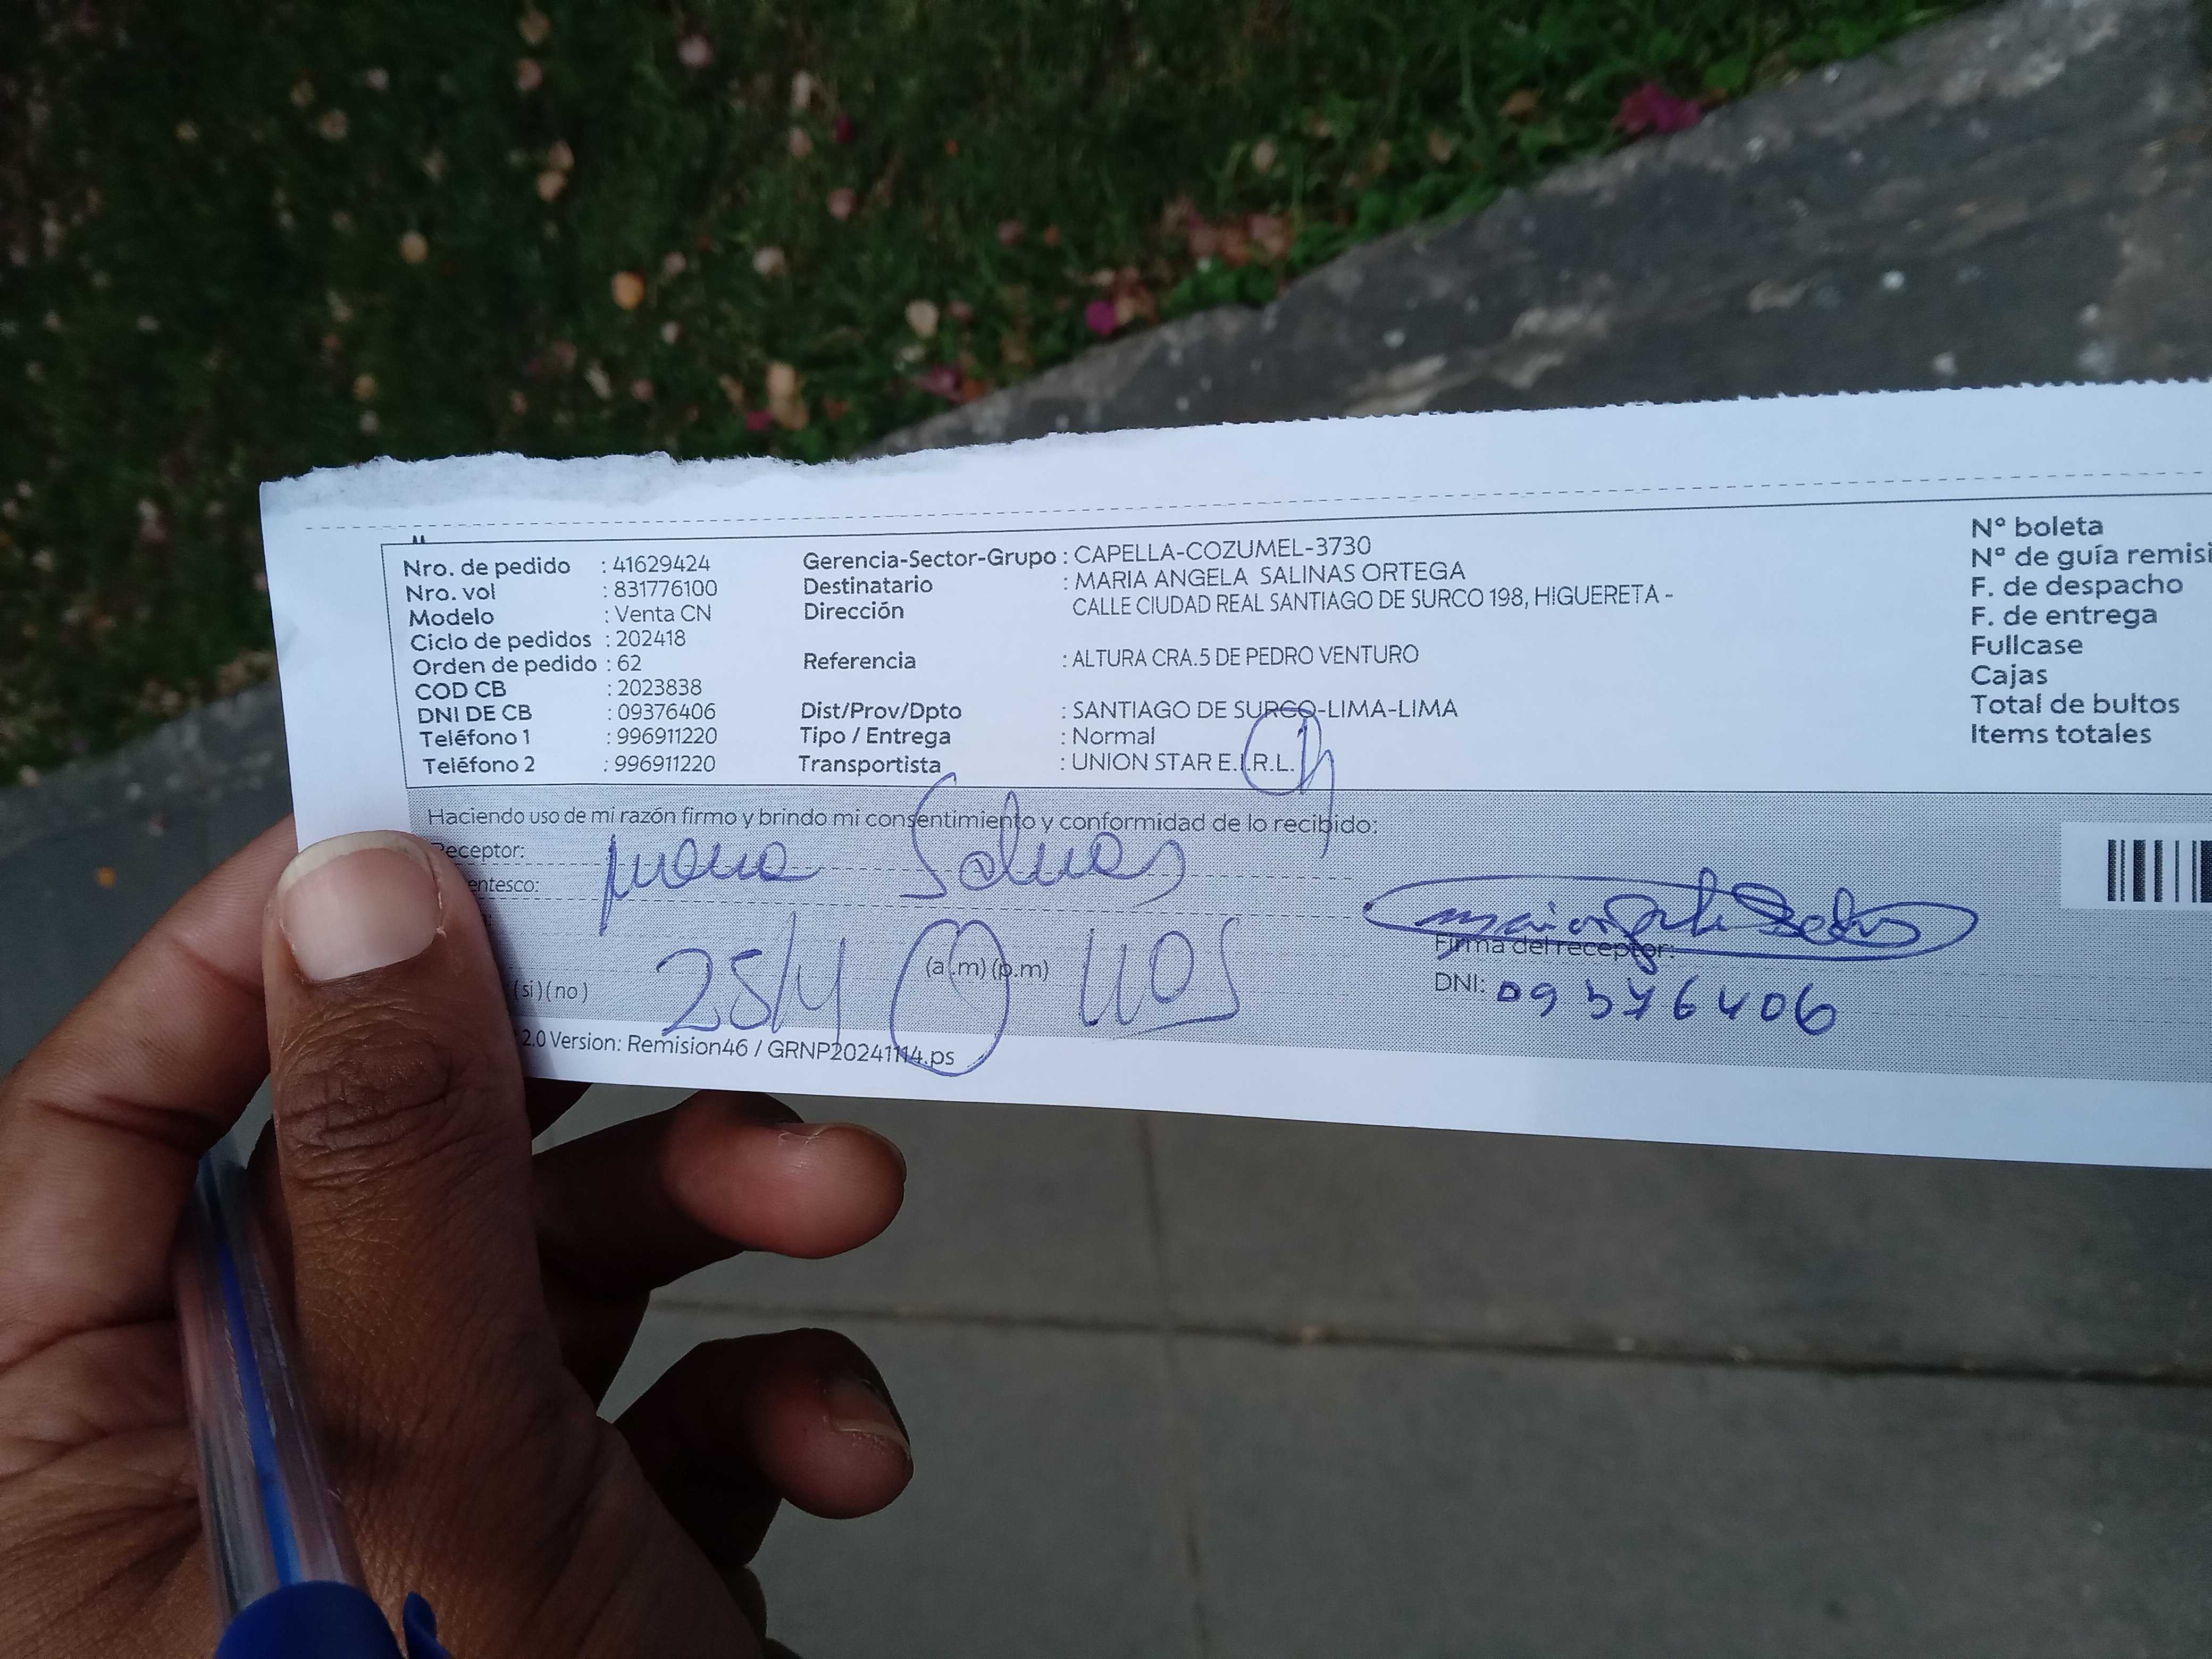 Nro. de pedido : 41629424
Nro. vol : 831776100
Modelo : Venta CN
Ciclo de pedidos : 202418
Orden de pedido : 62
COD CB : 2023838
DNI DE CB : 09376406
Teléfono 1 : 996911220
Teléfono 2 : 996911220
Gerencia-Sector-Grupo : CAPELLA-COZUMEL-3730
Destinatario : MARIA ANGELA SALINAS ORTEGA
Dirección CALLE CIUDAD REAL SANTIAGO DE SURCO 198, HIGUERETA -
Referencia : ALTURA CRA.5 DE PEDRO VENTURO
Dist/Prov/Dpto : SANTIAGO DE SURCO-LIMA-LIMA
Tipo / Entrega : Normal
Transportista : UNION STAR E.I.R.L.
N° boleta
N° de guía remisi
F. de despacho
F. de entrega
Fullcase
Cajas
Total de bultos
Items totales
Haciendo uso de mi razón firmo y brindo mi consentimiento y conformidad de lo recibido:
Receptor:
entesco:
(a.m) (p.m)
(si) (no)
Firma del receptor:
DNI: 09376406
2.0 Version: Remision46 / GRNP20241114.ps